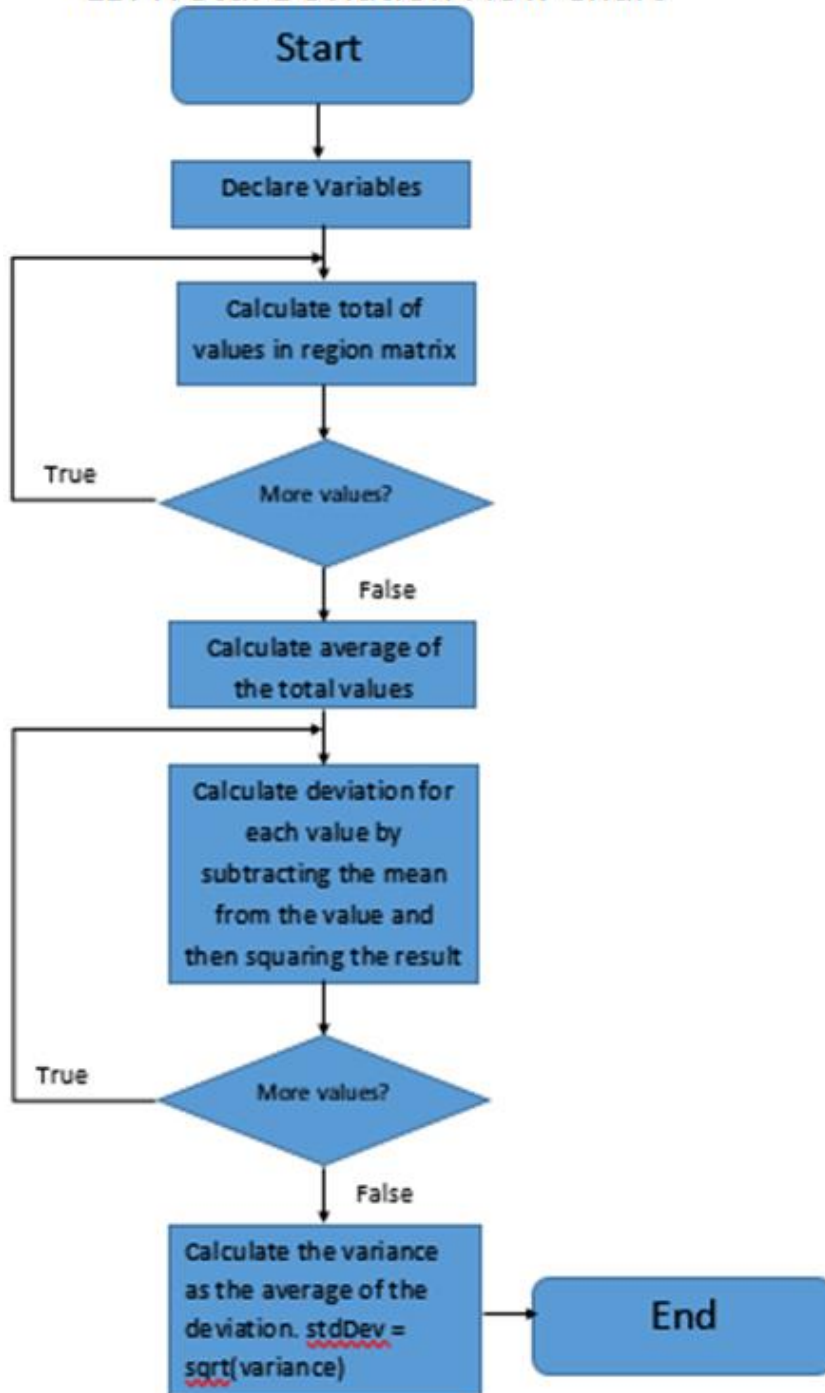 Start
Declare Variables
Calculate total of
values in region matrix
True
More values?
False
Calculate average of
the total values
Calculate deviation for
each value by
subtracting the mean
from the value and
then squaring the result
True
More values?
False
Calculate the variance
as the average of the
deviation. stdDev =
sqrt(variance)
End